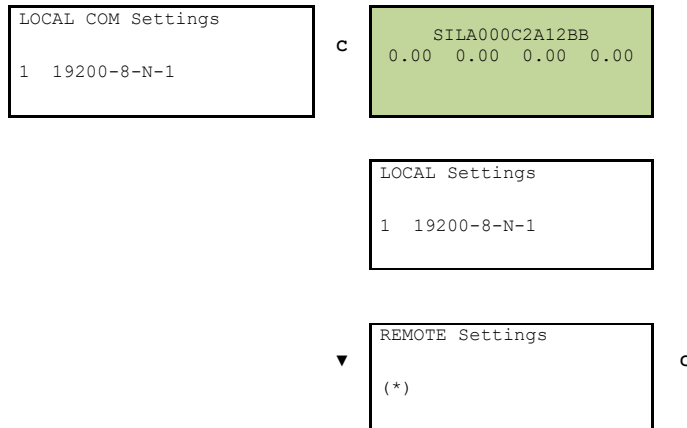 LOCAL COM Settings
1 19200-8-N-1
C
SILA000C2A12BB
0.00 0.00 0.00 0.00
LOCAL Settings
1 19200-8-N-1
▼
REMOTE Settings
(*)